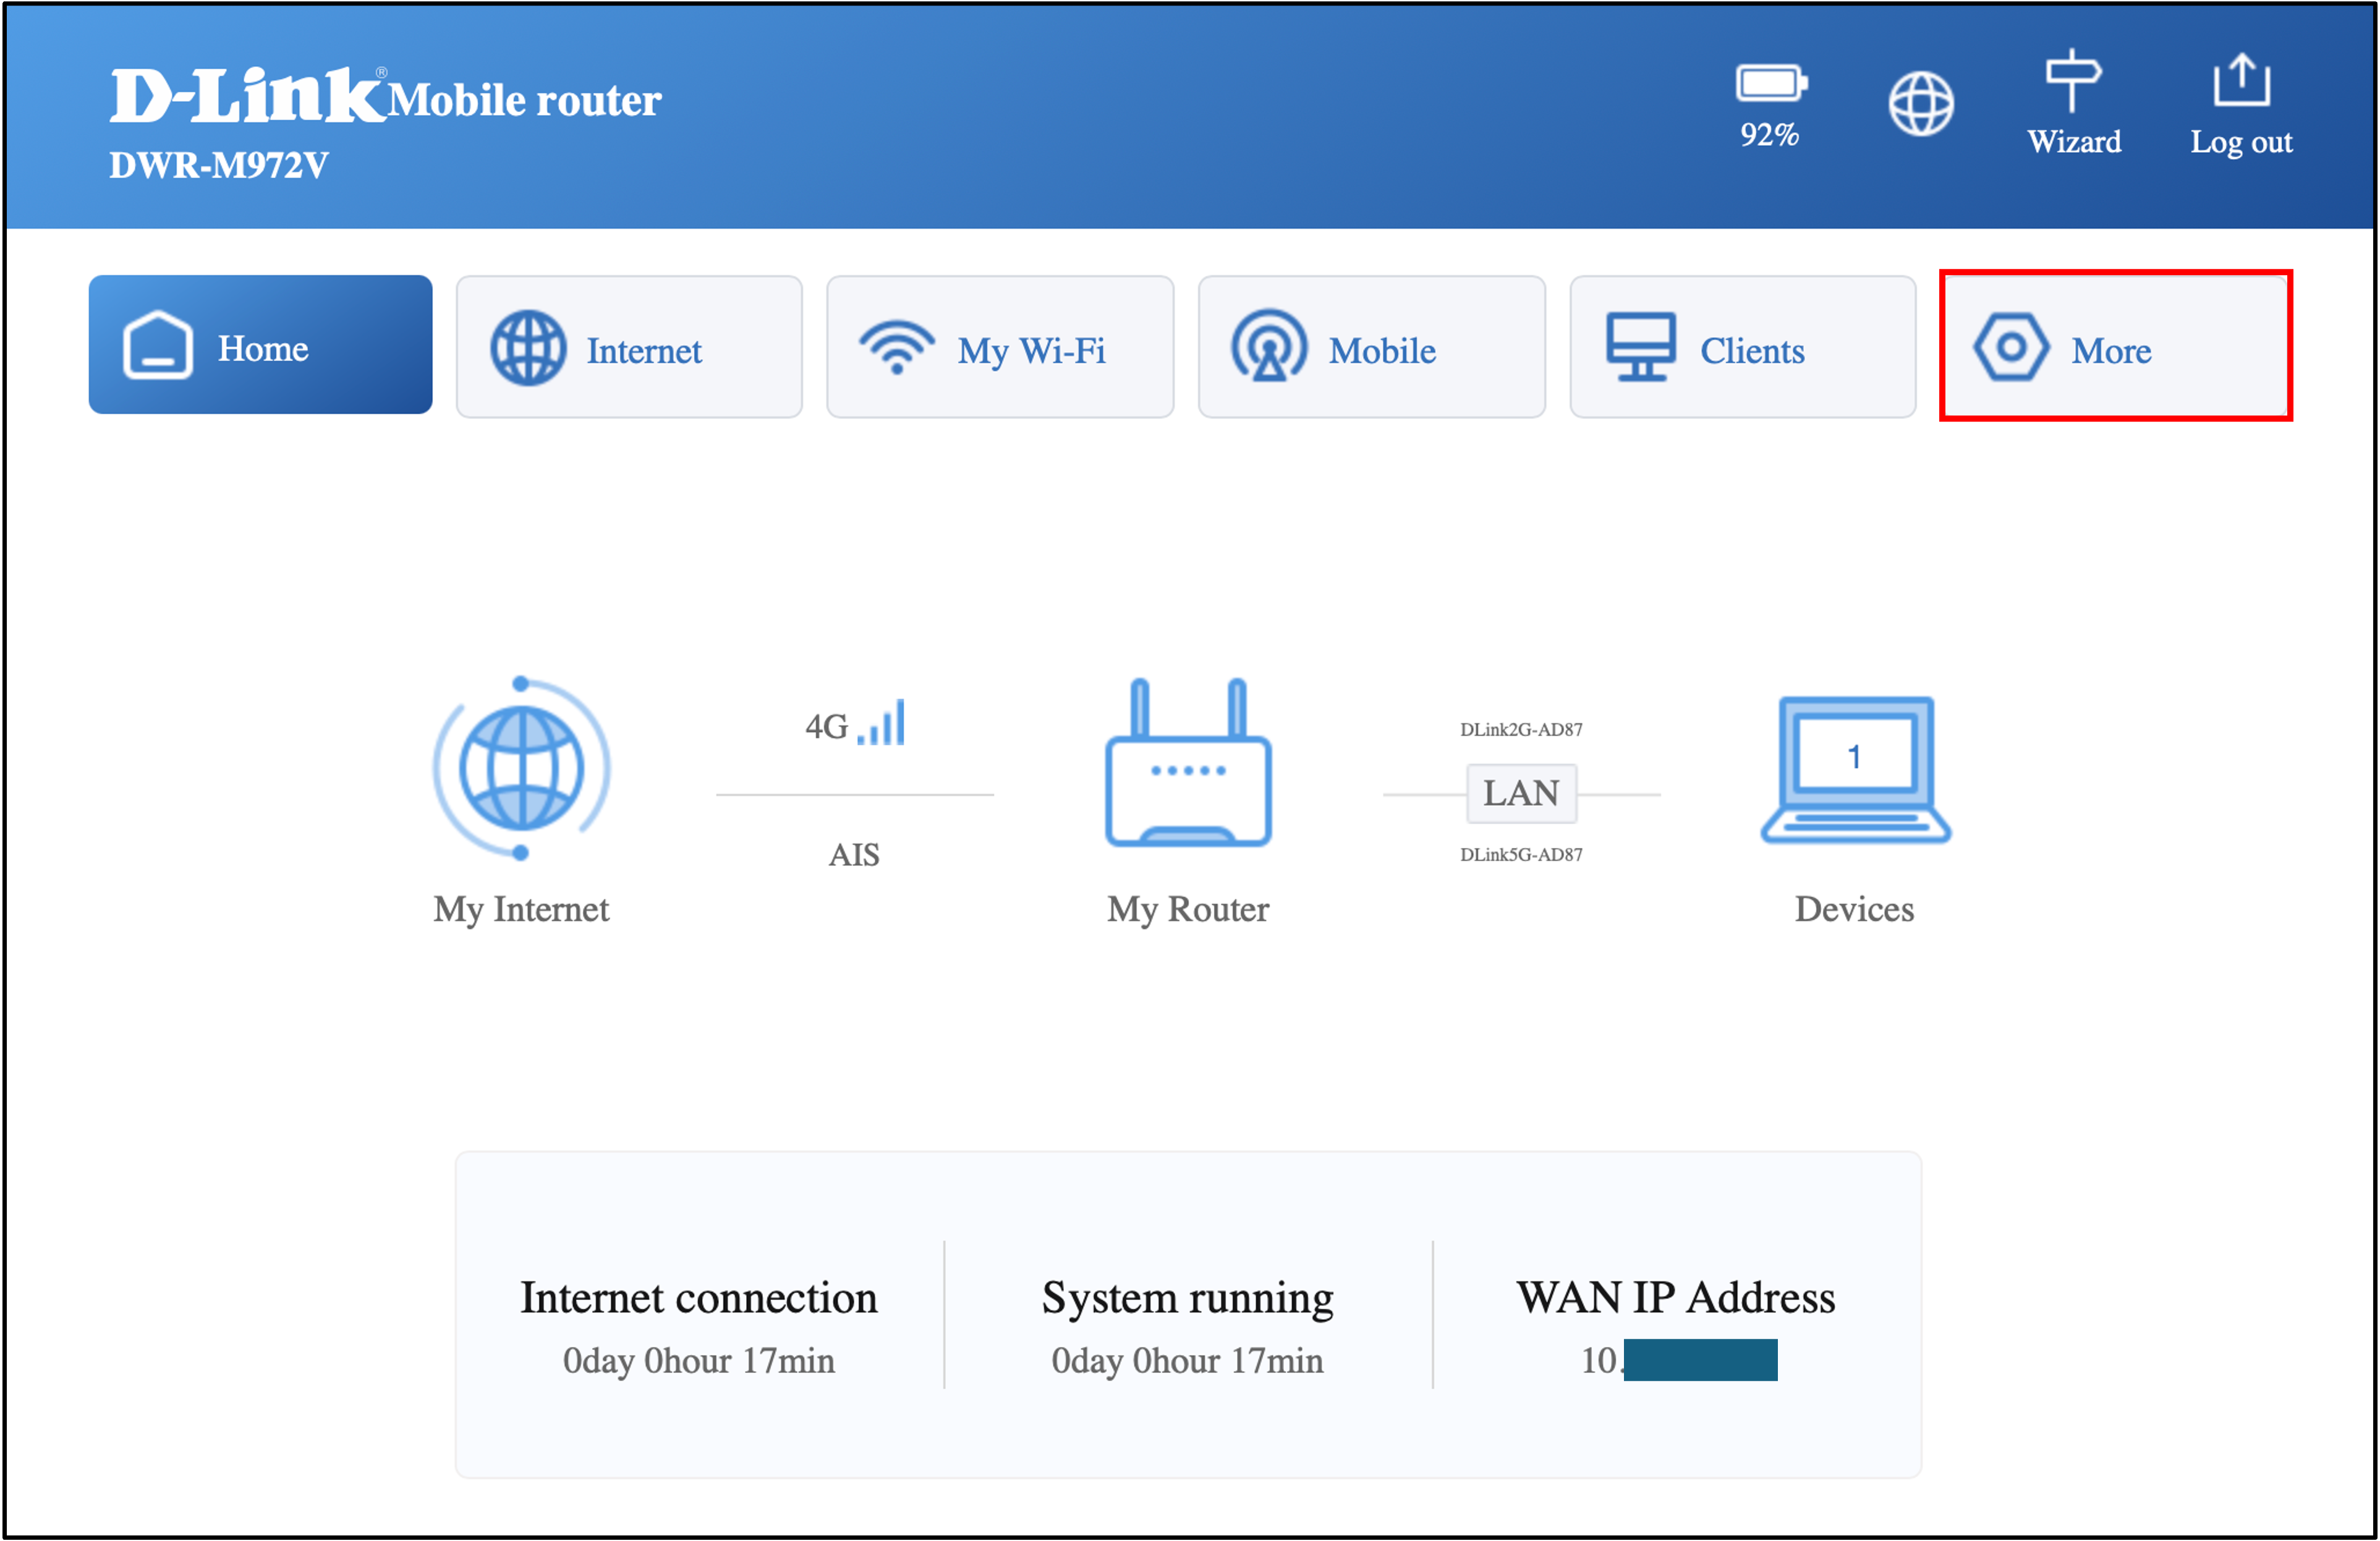 D-Link® Mobile router
DWR-M972V
92%
Wizard
Log out
Home
Internet
My Wi-Fi
Mobile
Clients
More
4G
AIS
DLink2G-AD87
LAN
DLink5G-AD87
1
My Internet
My Router
Devices
Internet connection
0day 0hour 17min
System running
0day 0hour 17min
WAN IP Address
10.